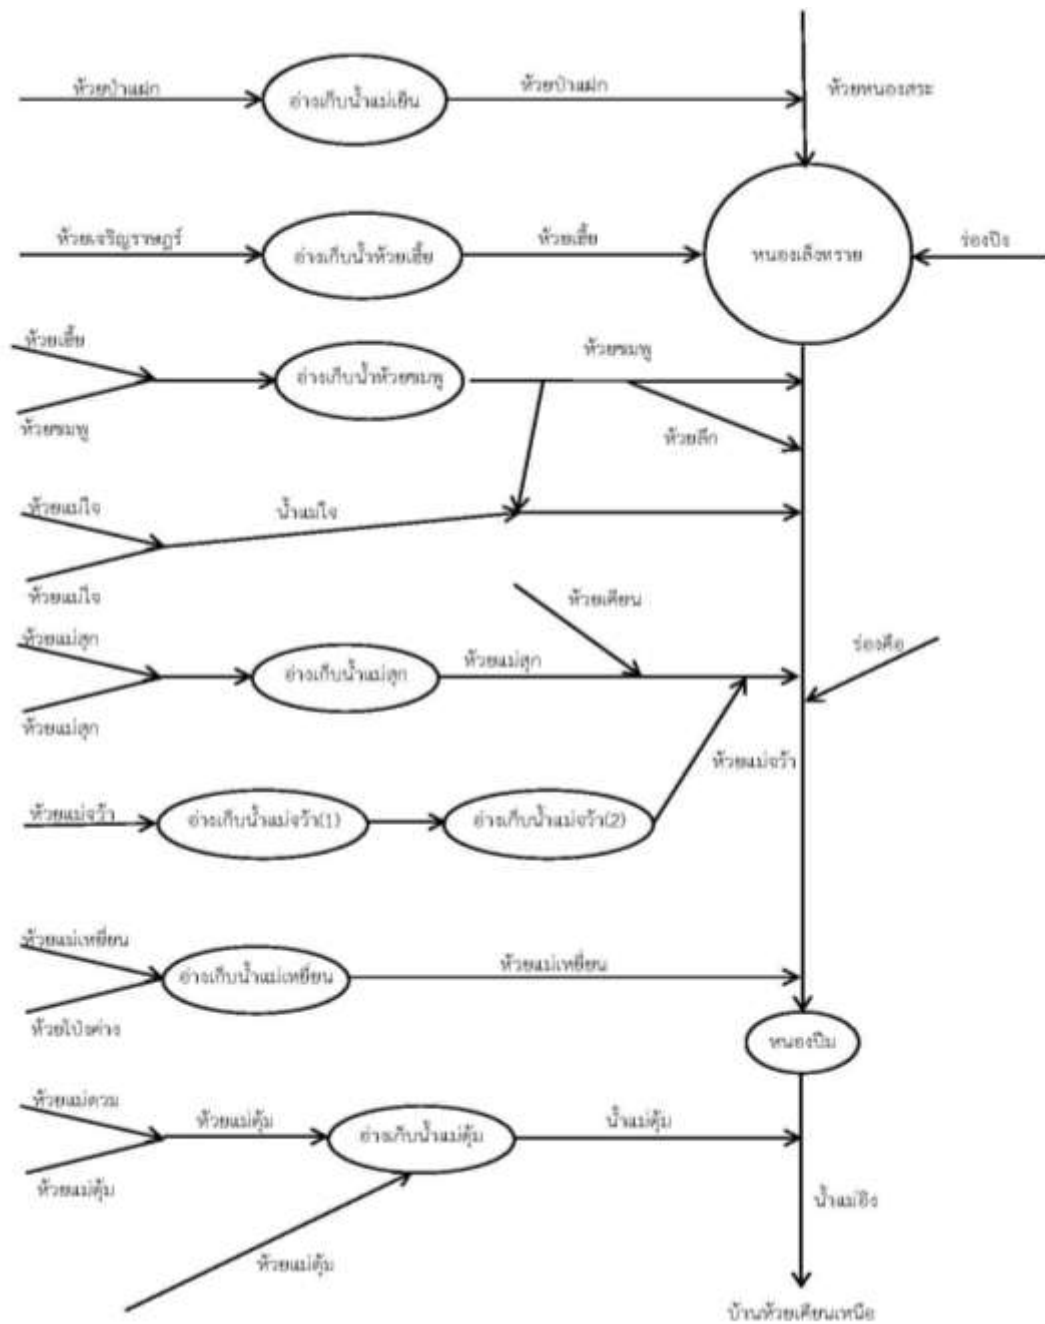 ห้วยป่าแฝก
อ่างเก็บน้ำแม่เย็น
ห้วยป่าแฝก
ห้วยหนองสระ
ห้วยเจริญราษฎร์
อ่างเก็บน้ำห้วยเฮี้ย
ห้วยเฮี้ย
หนองเล็งทราย
ร่องปิง
ห้วยเฮี้ย
อ่างเก็บน้ำห้วยชมพู
ห้วยชมพู
ห้วยชมพู
ห้วยลึก
ห้วยแม่ใจ
น้ำแม่ใจ
ห้วยแม่ใจ
ห้วยเคียน
ห้วยแม่สุก
อ่างเก็บน้ำแม่สุก
ห้วยแม่สุก
ร่องคือ
ห้วยแม่สุก
ห้วยแม่จว้า
ห้วยแม่จว้า
อ่างเก็บน้ำแม่จว้า(1)
อ่างเก็บน้ำแม่จว้า(2)
ห้วยแม่เหยี่ยน
อ่างเก็บน้ำแม่เหยี่ยน
ห้วยแม่เหยี่ยน
ห้วยโป่งค่าง
หนองปึม
ห้วยแม่ควม
ห้วยแม่ตุ้ม
อ่างเก็บน้ำแม่ตุ้ม
น้ำแม่ตุ้ม
ห้วยแม่ตุ้ม
น้ำแม่อิง
ห้วยแม่ตุ้ม
บ้านห้วยเคียนเหนือ